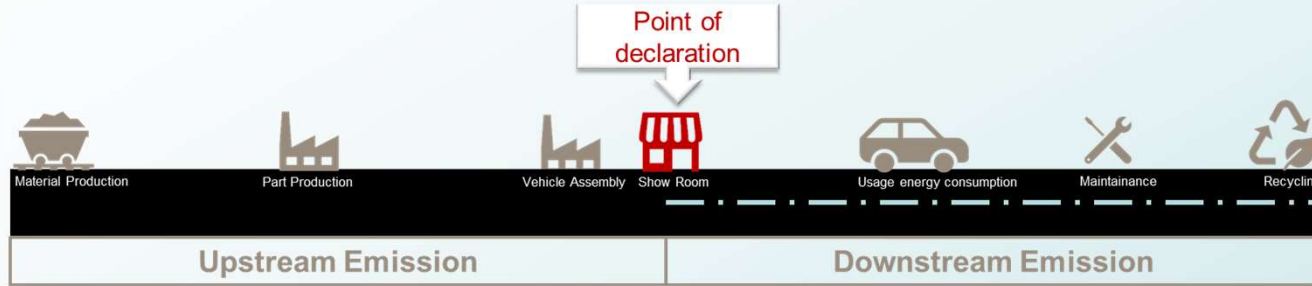 Point of
declaration
Material Production
Part Production
Vehicle Assembly
Show Room
Usage energy consumption
Maintainance
Recyclin
Upstream Emission
Downstream Emission